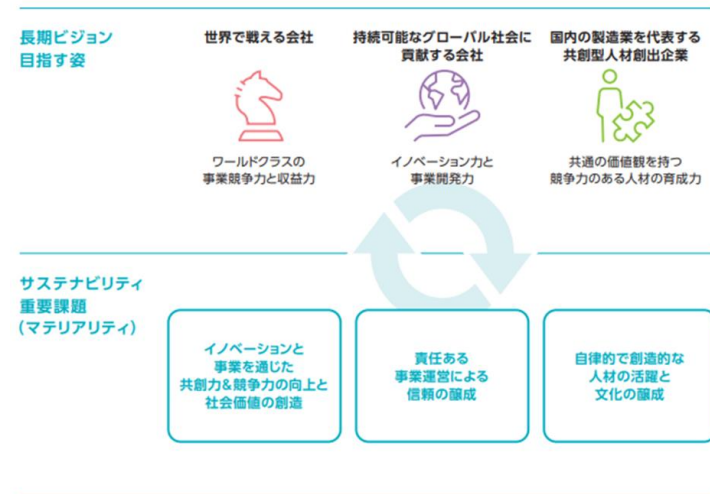 長期ビジョン
目指す姿
世界で戦える会社
持続可能なグローバル社会に
貢献する会社
国内の製造業を代表する
共創型人材創出企業
ワールドクラスの
事業競争力と収益力
イノベーション力と
事業開発力
共通の価値観を持つ
競争力のある人材の育成力
サステナビリティ
重要課題
（マテリアリティ）
イノベーションと
事業を通じた
共創力&競争力の向上と
社会価値の創造
責任ある
事業運営による
信頼の醸成
自律的で創造的な
人材の活躍と
文化の醸成